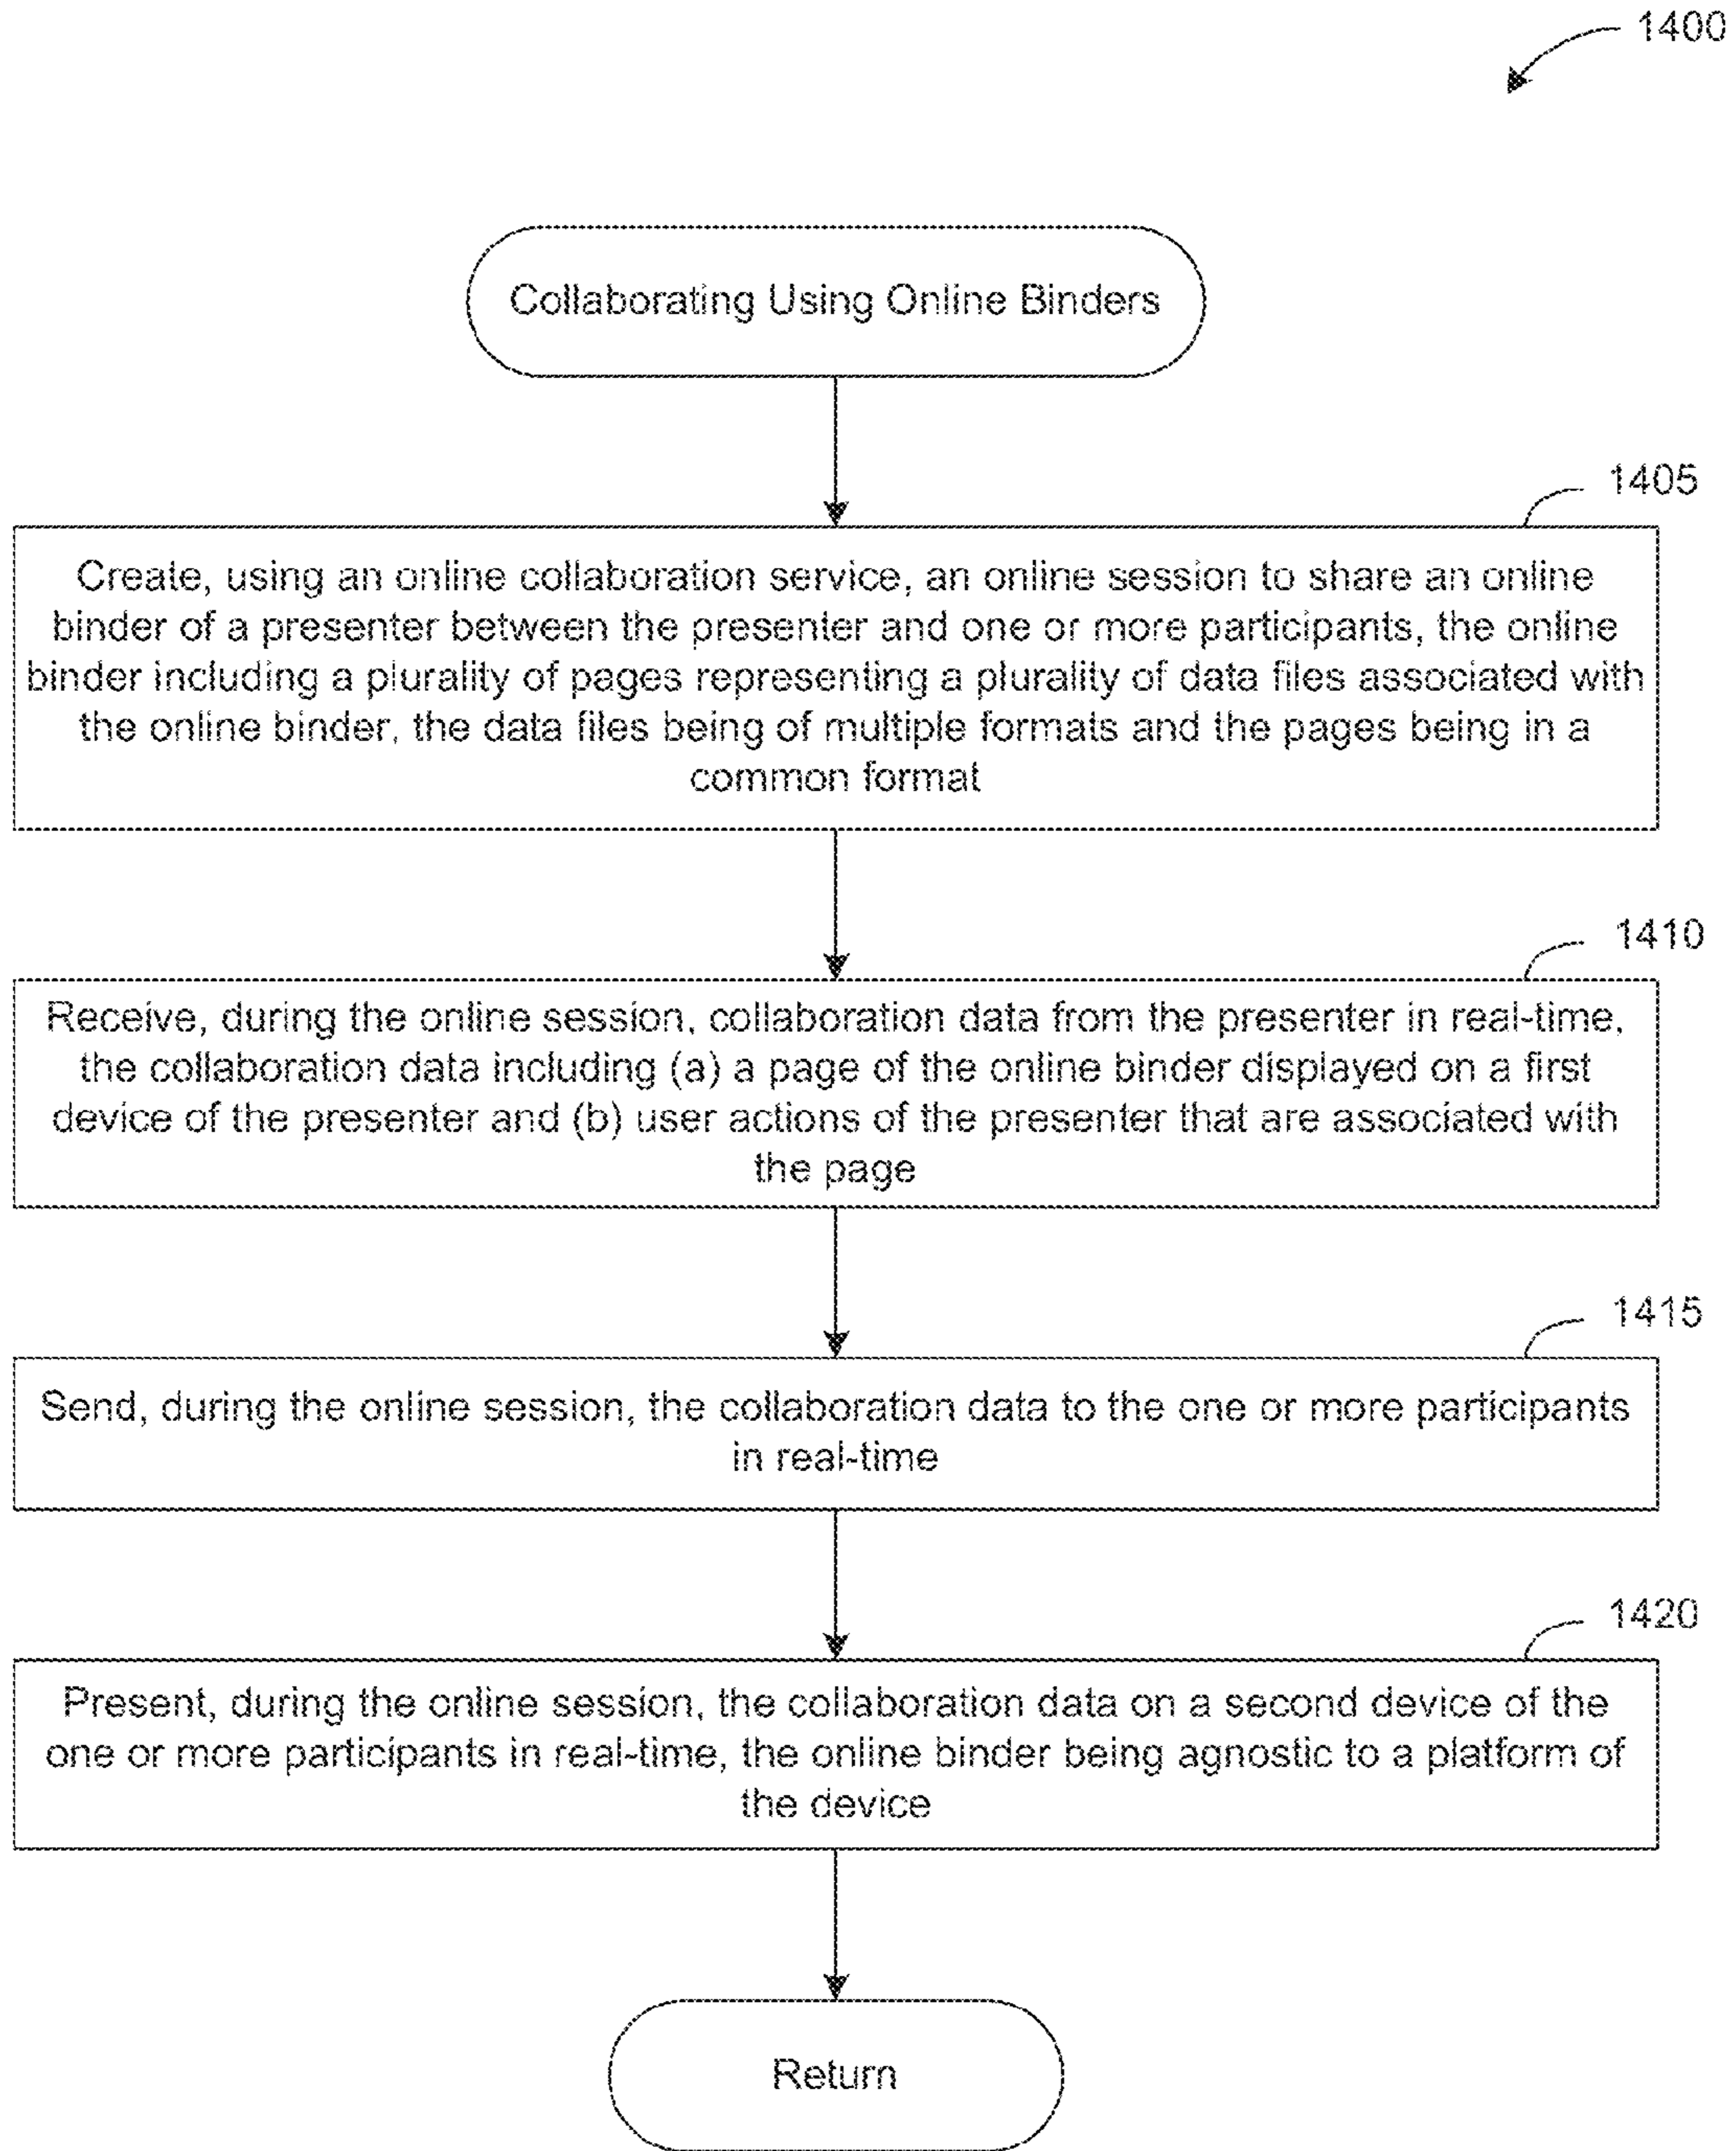 1400
Collaborating Using Online Binders
1405
Create, using an online collaboration service, an online session to share an online
binder of a presenter between the presenter and one or more participants, the online
binder including a plurality of pages representing a plurality of data files associated with
the online binder, the data files being of multiple formats and the pages being in a
common format
1410
Receive, during the online session, collaboration data from the presenter in real-time,
the collaboration data including (a) a page of the online binder displayed on a first
device of the presenter and (b) user actions of the presenter that are associated with
the page
1415
Send, during the online session, the collaboration data to the one or more participants
in real-time
1420
Present, during the online session, the collaboration data on a second device of the
one or more participants in real-time, the online binder being agnostic to a platform of
the device
Return